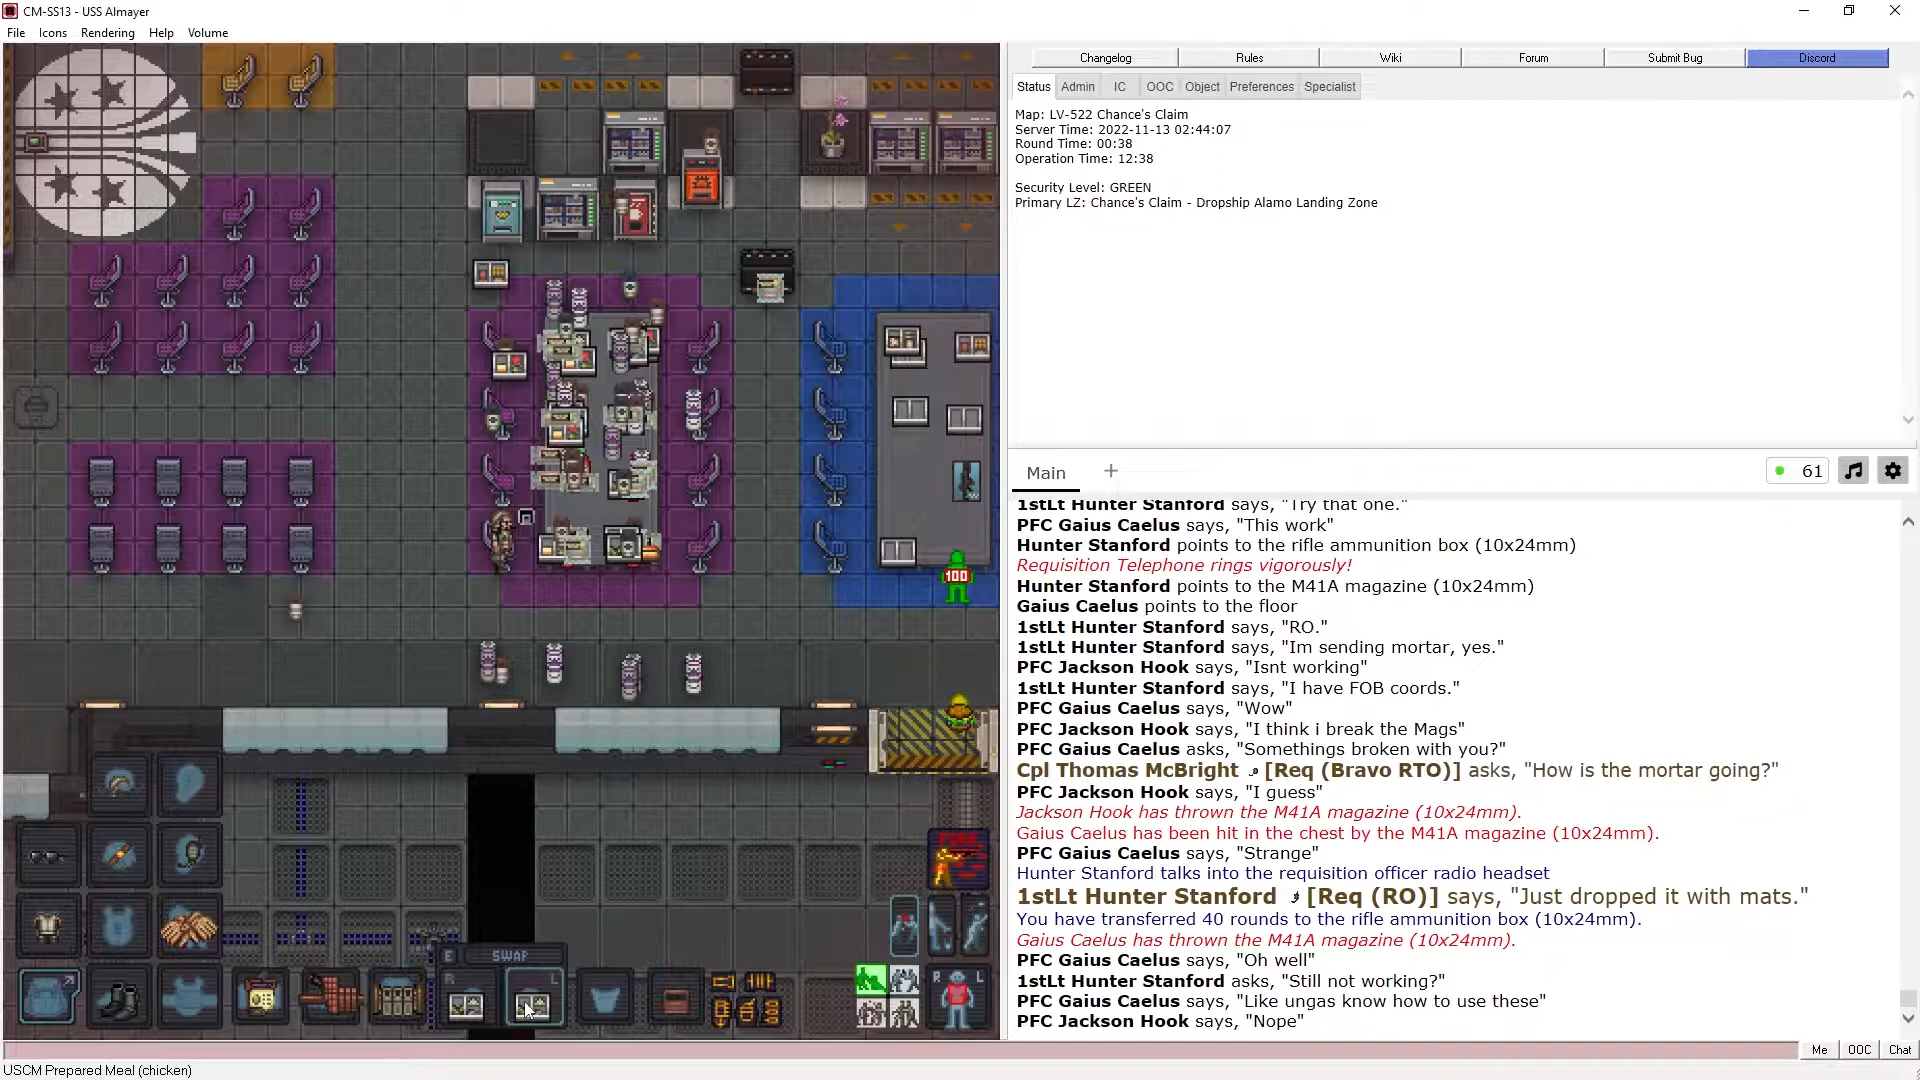 CM-SS13 - USS Almayer
File Icons Rendering Help Volume
Changelog Rules Wiki Forum Submit Bug Discord
Status Admin IC OOC Object Preferences Specialist
Map: LV-522 Chance's Claim
Server Time: 2022-11-13 02:44:07
Round Time: 00:38
Operation Time: 12:38
Security Level: GREEN
Primary LZ: Chance's Claim - Dropship Alamo Landing Zone
Main + 61
1stLt Hunter Stanford says, "Try that one."
PFC Gaius Caelus says, "This work"
Hunter Stanford points to the rifle ammunition box (10x24mm)
Requisition Telephone rings vigorously!
Hunter Stanford points to the M41A magazine (10x24mm)
Gaius Caelus points to the floor
1stLt Hunter Stanford says, "RO."
1stLt Hunter Stanford says, "Im sending mortar, yes."
PFC Jackson Hook says, "Isnt working"
1stLt Hunter Stanford says, "I have FOB coords."
PFC Gaius Caelus says, "Wow"
PFC Jackson Hook says, "I think i break the Mags"
PFC Gaius Caelus asks, "Somethings broken with you?"
Cpl Thomas McBright [Req (Bravo RTO)] asks, "How is the mortar going?"
PFC Jackson Hook says, "I guess"
Jackson Hook has thrown the M41A magazine (10x24mm).
Gaius Caelus has been hit in the chest by the M41A magazine (10x24mm).
PFC Gaius Caelus says, "Strange"
Hunter Stanford talks into the requisition officer radio headset
1stLt Hunter Stanford [Req (RO)] says, "Just dropped it with mats."
You have transferred 40 rounds to the rifle ammunition box (10x24mm).
Gaius Caelus has thrown the M41A magazine (10x24mm).
PFC Gaius Caelus says, "Oh well"
1stLt Hunter Stanford asks, "Still not working?"
PFC Gaius Caelus says, "Like ungas know how to use these"
PFC Jackson Hook says, "Nope"
100
E SWAP
R L
R L
Me OOC Chat
USCM Prepared Meal (chicken)